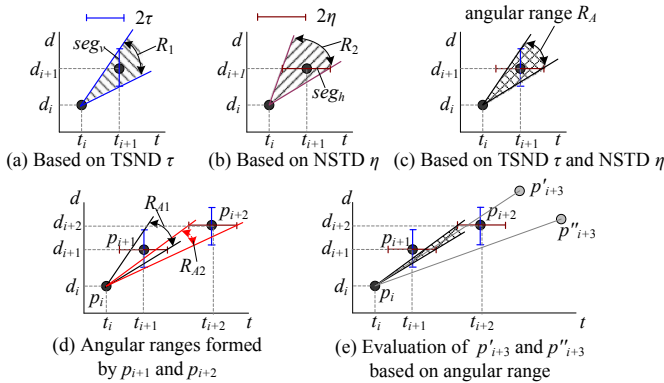 2τ
d
seg_v
R_1
d_{i+1}
d_i
t_i t_{i+1} t
(a) Based on TSND τ
2η
d
R_2
d_{i+1}
seg_h
d_i
t_i t_{i+1} t
(b) Based on NSTD η
angular range R_A
d
d_{i+1}
d_i
t_i t_{i+1} t
(c) Based on TSND τ and NSTD η
d
R_{A1}
d_{i+2}
p_{i+1} p_{i+2}
d_{i+1}
R_{A2}
d_i
p_i
t_i t_{i+1} t_{i+2} t
(d) Angular ranges formed
by p_{i+1} and p_{i+2}
d
p'_{i+3}
d_{i+2}
p_{i+2}
p''_{i+3}
p_{i+1}
d_{i+1}
d_i
p_i
t_i t_{i+1} t_{i+2} t
(e) Evaluation of p'_{i+3} and p''_{i+3}
based on angular range